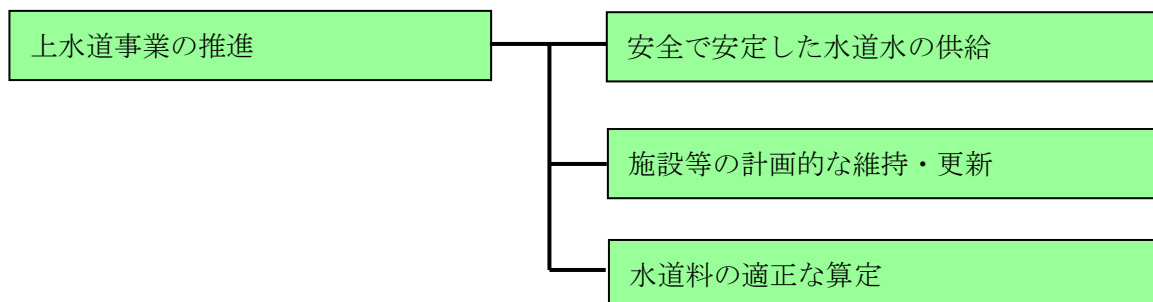 上水道事業の推進
安全で安定した水道水の供給
施設等の計画的な維持・更新
水道料の適正な算定